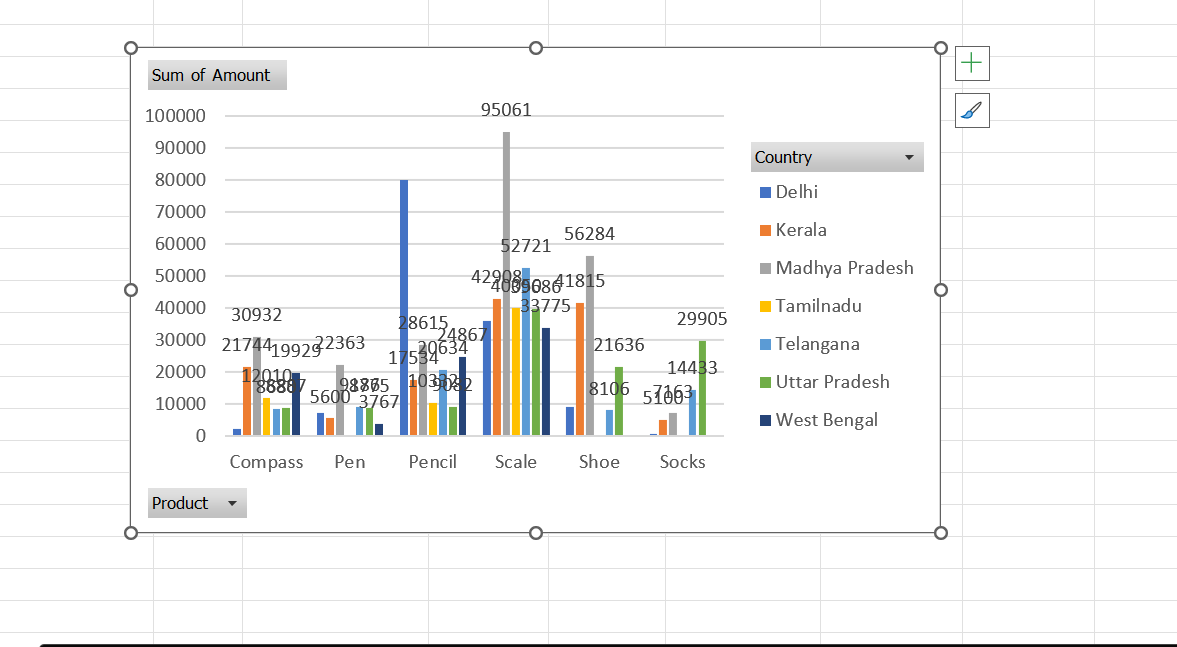 Sum of Amount
100000
90000
80000
70000
60000
50000
40000
30000
20000
10000
0
95061
56284
52721
42908
41815
33775
30932
28615
29905
24867
22363
21744
21636
19929
20634
17534
14433
12010
5600
3767
8106
7163
5100
Compass
Pen
Pencil
Scale
Shoe
Socks
Product
Country
Delhi
Kerala
Madhya Pradesh
Tamilnadu
Telangana
Uttar Pradesh
West Bengal